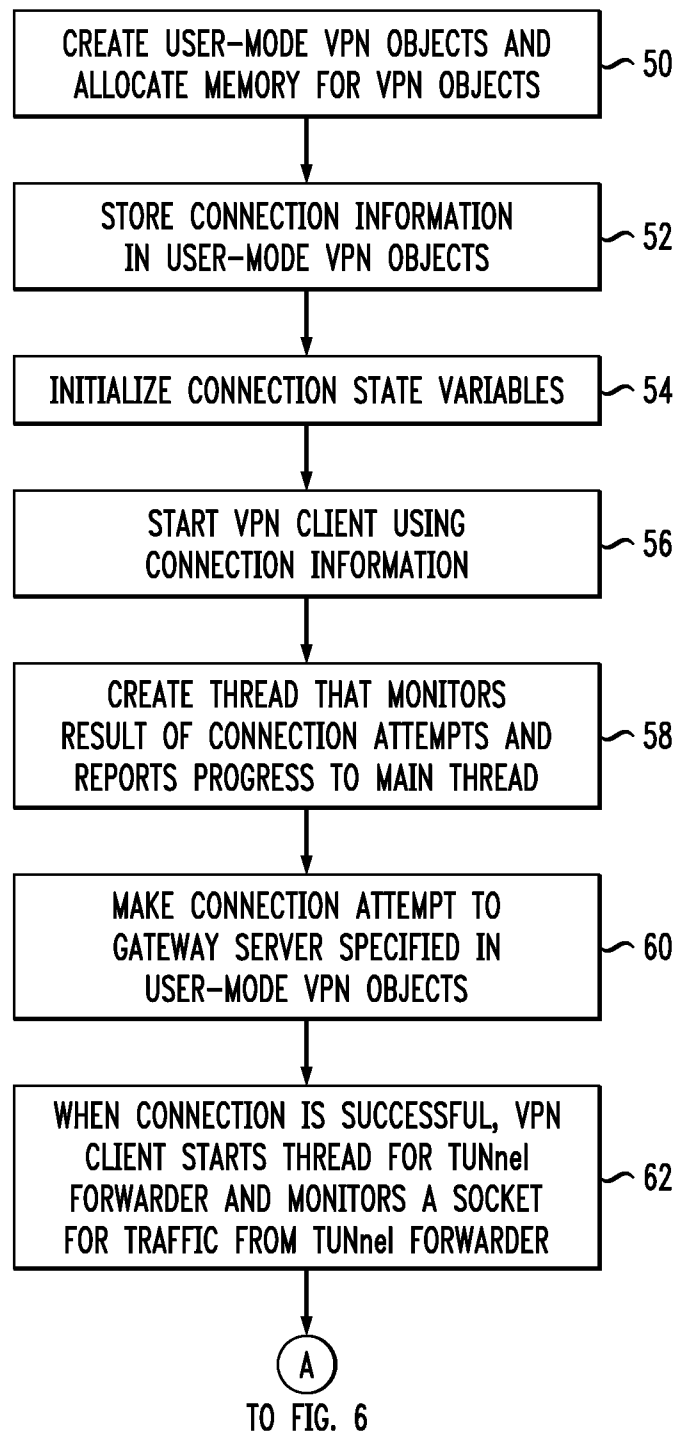 CREATE USER-MODE VPN OBJECTS AND
ALLOCATE MEMORY FOR VPN OBJECTS
50
STORE CONNECTION INFORMATION
IN USER-MODE VPN OBJECTS
52
INITIALIZE CONNECTION STATE VARIABLES
54
START VPN CLIENT USING
CONNECTION INFORMATION
56
CREATE THREAD THAT MONITORS
RESULT OF CONNECTION ATTEMPTS AND
REPORTS PROGRESS TO MAIN THREAD
58
MAKE CONNECTION ATTEMPT TO
GATEWAY SERVER SPECIFIED IN
USER-MODE VPN OBJECTS
60
WHEN CONNECTION IS SUCCESSFUL, VPN
CLIENT STARTS THREAD FOR TUNnel
FORWARDER AND MONITORS A SOCKET
FOR TRAFFIC FROM TUNnel FORWARDER
62
A
TO FIG. 6